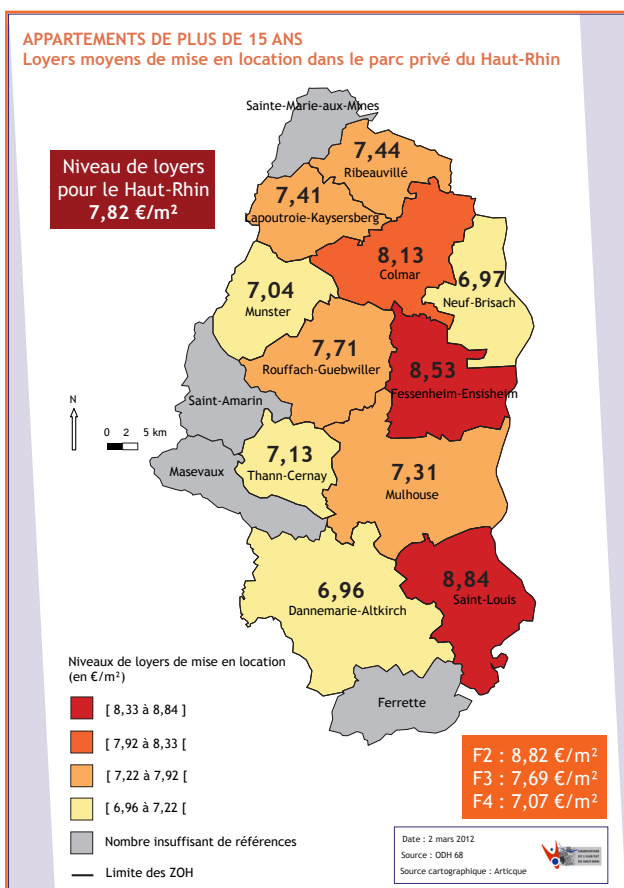 APPARTEMENTS DE PLUS DE 15 ANS
Loyers moyens de mise en location dans le parc privé du Haut-Rhin
Sainte-Marie-aux-Mines
Niveau de loyers
pour le Haut-Rhin
7,82 €/m²
7,44
Ribeauvillé
7,41
Lapoutroie-Kaysersberg
8,13
Colmar
6,97
Neuf-Brisach
7,04
Munster
7,71
Rouffach-Guebwiller
8,53
Fessenheim-Ensisheim
Saint-Amarin
N
0 2 5 km
7,13
Thann-Cernay
Masevaux
7,31
Mulhouse
6,96
Dannemarie-Altkirch
8,84
Saint-Louis
Ferrette
Niveaux de loyers de mise en location
(en €/m²)
[ 8,33 à 8,84 ]
[ 7,92 à 8,33 [
[ 7,22 à 7,92 [
[ 6,96 à 7,22 [
Nombre insuffisant de références
Limite des ZOH
F2 : 8,82 €/m²
F3 : 7,69 €/m²
F4 : 7,07 €/m²
Date : 2 mars 2012
Source : ODH 68
Source cartographique : Articque